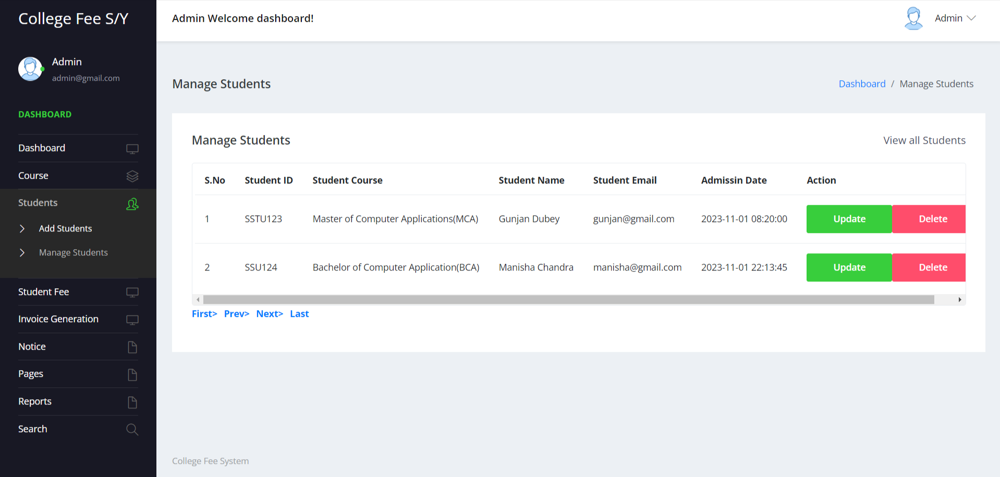 College Fee S/Y
Admin
admin@gmail.com
DASHBOARD
Dashboard
Course
Students
Add Students
Manage Students
Student Fee
Invoice Generation
Notice
Pages
Reports
Search
Admin Welcome dashboard!
Admin
Manage Students
Dashboard / Manage Students
Manage Students
View all Students
S.No Student ID Student Course Student Name Student Email Admissin Date Action
1 SSTU123 Master of Computer Applications(MCA) Gunjan Dubey gunjan@gmail.com 2023-11-01 08:20:00 Update Delete
2 SSU124 Bachelor of Computer Application(BCA) Manisha Chandra manisha@gmail.com 2023-11-01 22:13:45 Update Delete
First> Prev> Next> Last
College Fee System